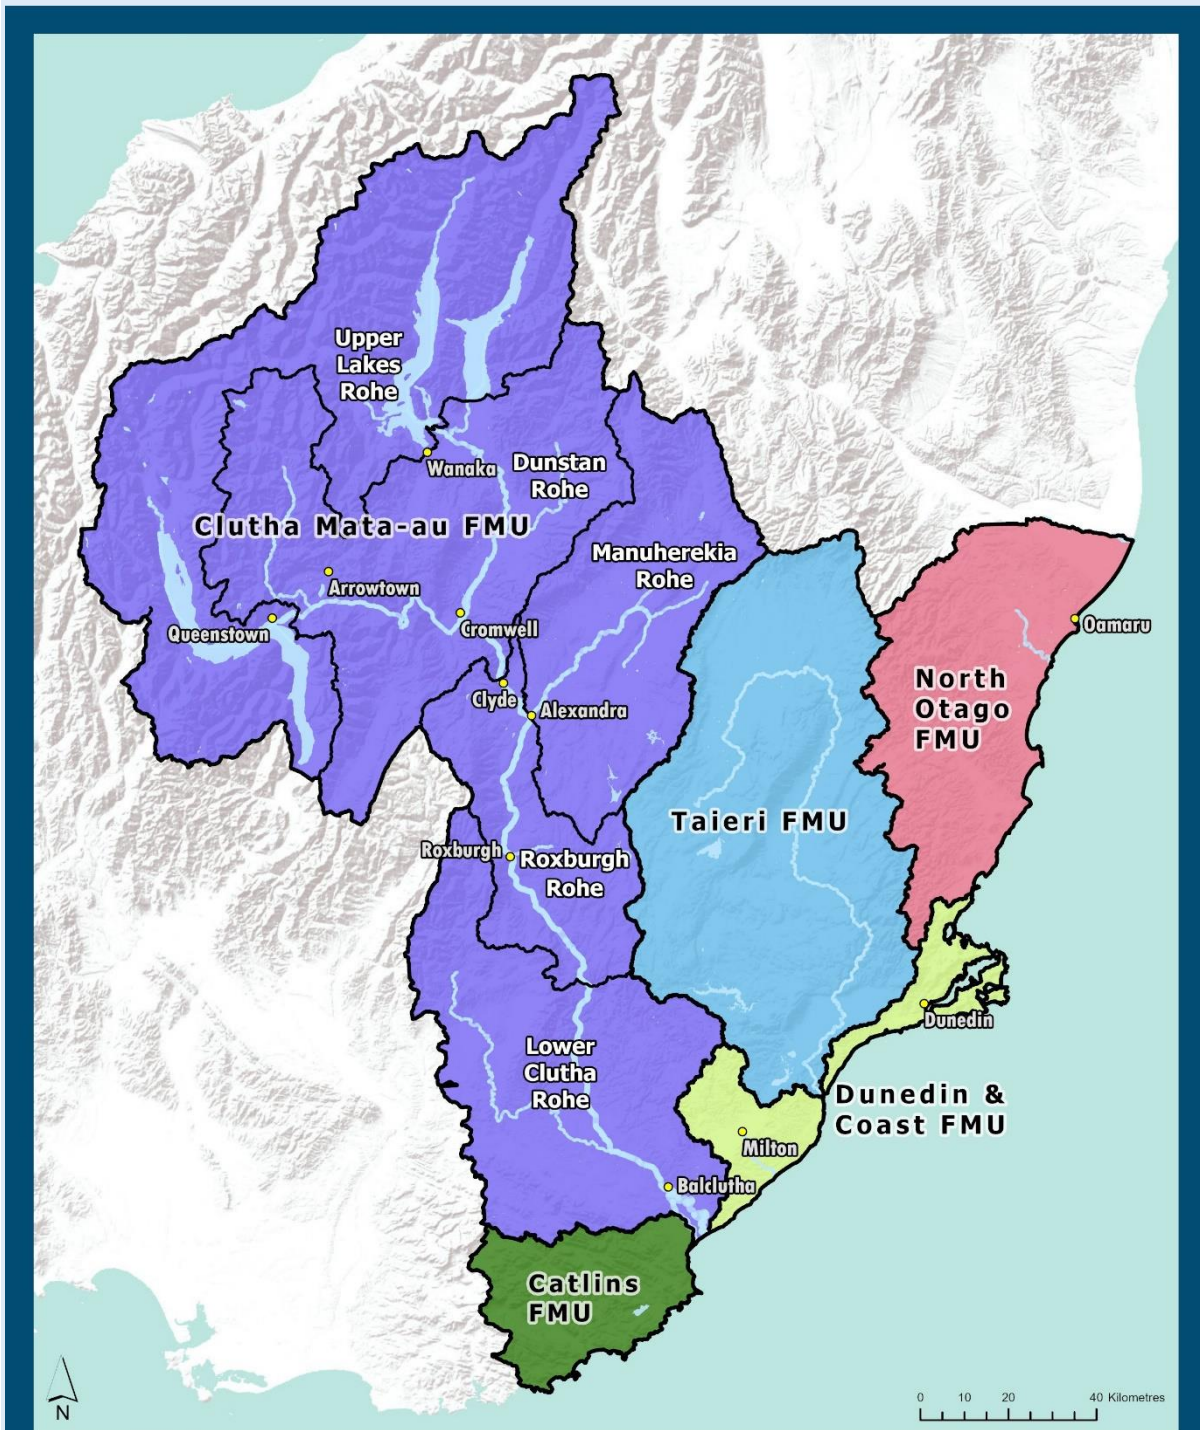 Upper
Lakes
Rohe
Wanaka
Dunstan
Rohe
Clutha Mata-au FMU
Manuherekia
Rohe
Arrowtown
Queenstown
Cromwell
Oamaru
Clyde
Alexandra
North
Otago
FMU
Taieri FMU
Roxburgh
Roxburgh
Rohe
Dunedin
Lower
Clutha
Rohe
Dunedin &
Coast FMU
Milton
Balclutha
Catlins
FMU
N
0 10 20 40 Kilometres